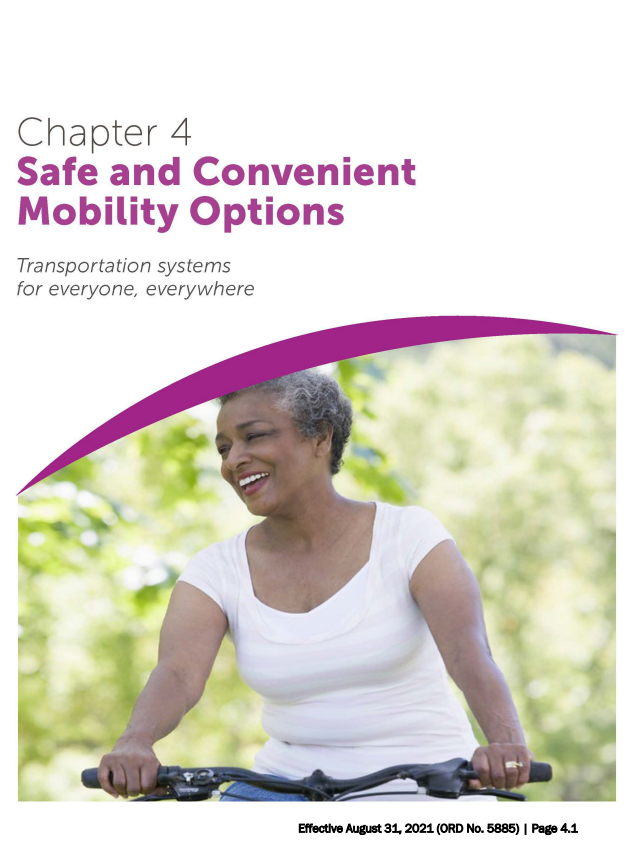 Chapter 4
Safe and Convenient
Mobility Options
Transportation systems
for everyone, everywhere
Effective August 31, 2021 (ORD No. 5885) | Page 4.1